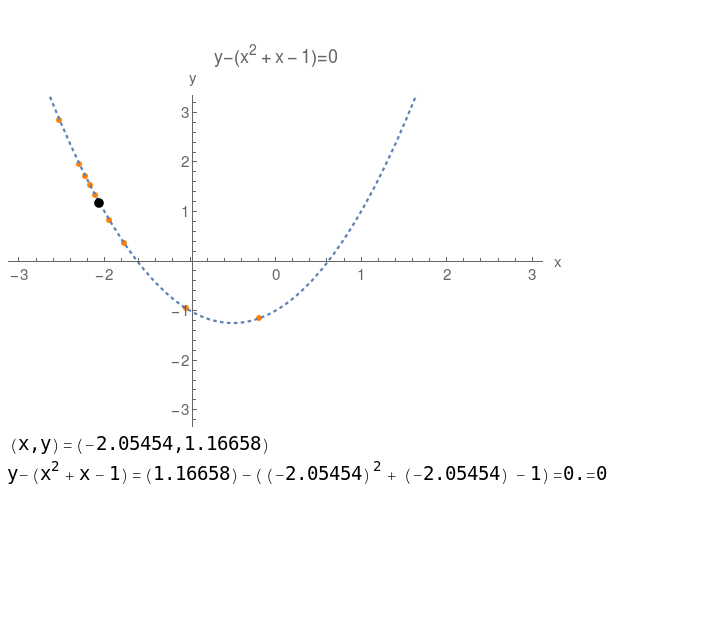 y−(x² + x − 1)=0
y
3
2
1
−3 −2 0 1 2 3 x
−1
−2
−3
(x,y) = (−2.05454,1.16658)
y− (x² + x − 1) = (1.16658) − ( (−2.05454)² + (−2.05454) − 1) =0.=0